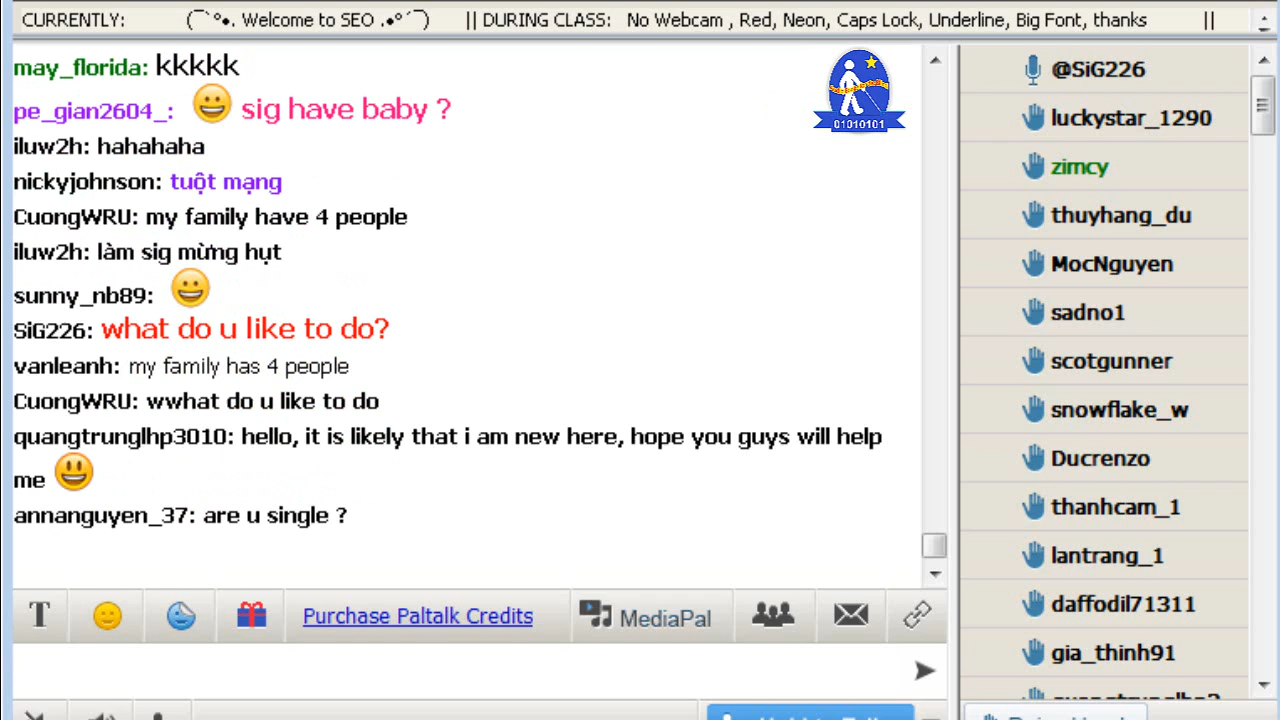 CURRENTLY: (¯`º•. Welcome to SEO .•º´¯) || DURING CLASS: No Webcam , Red, Neon, Caps Lock, Underline, Big Font, thanks ||
may_florida: kkkkk
pe_gian2604_: sig have baby ?
iluw2h: hahahaha
nickyjohnson: tuột mạng
CuongWRU: my family have 4 people
iluw2h: làm sig mừng hụt
sunny_nb89:
SiG226: what do u like to do?
vanleanh: my family has 4 people
CuongWRU: wwhat do u like to do
quangtrunglhp3010: hello, it is likely that i am new here, hope you guys will help
me
annanguyen_37: are u single ?
01010101
T
Purchase Paltalk Credits
MediaPal
@SiG226
luckystar_1290
zimcy
thuyhang_du
MocNguyen
sadno1
scotgunner
snowflake_w
Ducrenzo
thanhcam_1
lantrang_1
daffodil71311
gia_thinh91